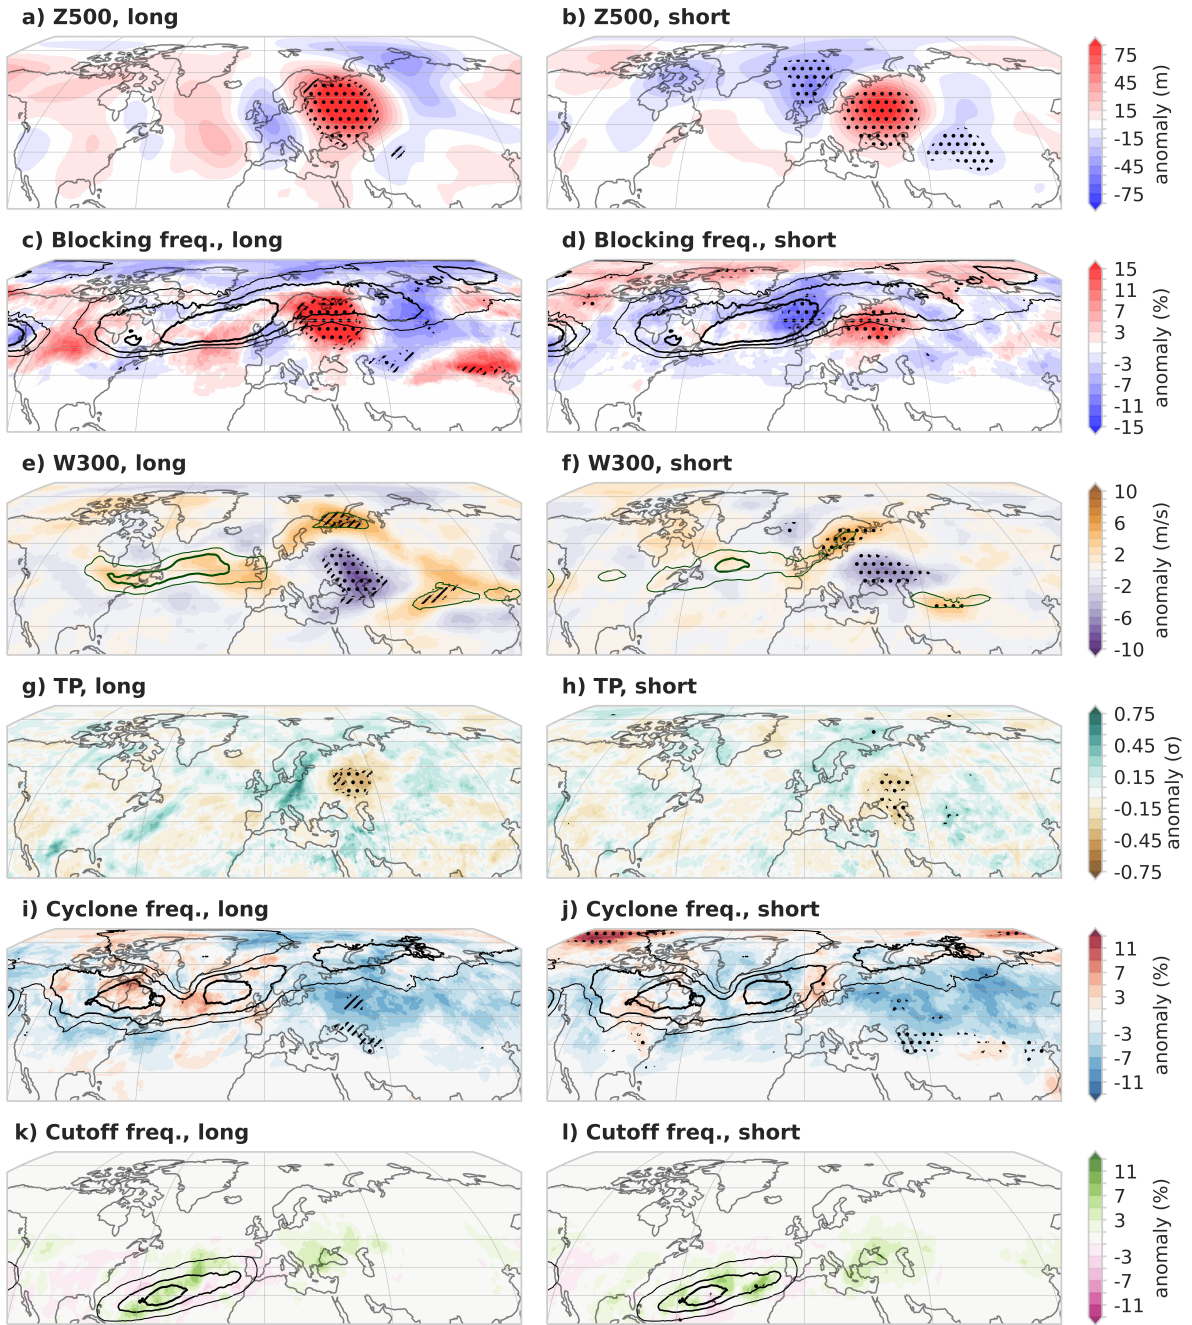 a) Z500, long
b) Z500, short
75
45
15
-15
-45
-75
anomaly (m)
c) Blocking freq., long
d) Blocking freq., short
15
11
7
3
-3
-7
-11
-15
anomaly (%)
e) W300, long
f) W300, short
10
6
2
-2
-6
-10
anomaly (m/s)
g) TP, long
h) TP, short
0.75
0.45
0.15
-0.15
-0.45
-0.75
anomaly (σ)
i) Cyclone freq., long
j) Cyclone freq., short
11
7
3
-3
-7
-11
anomaly (%)
k) Cutoff freq., long
l) Cutoff freq., short
11
7
3
-3
-7
-11
anomaly (%)